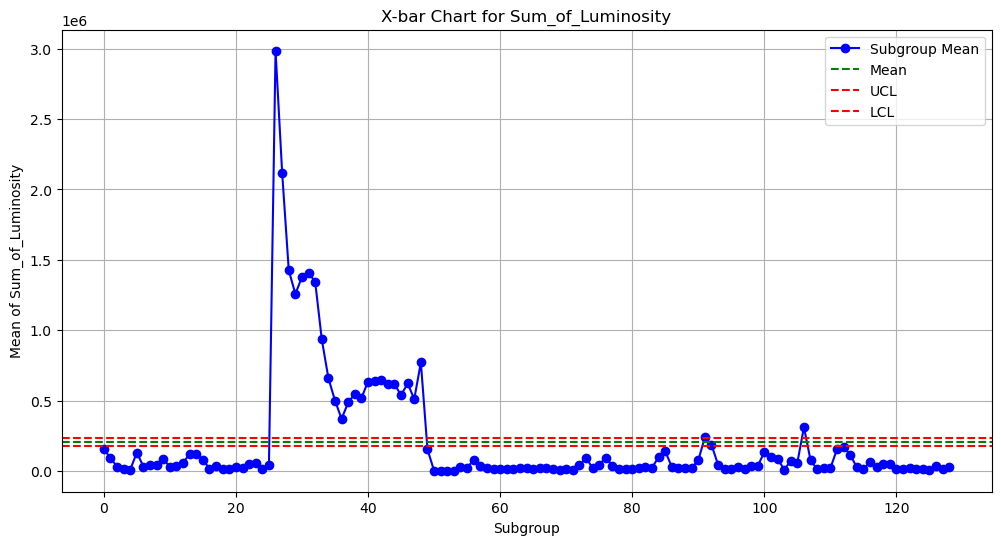 X-bar Chart for Sum_of_Luminosity
1e6
3.0
2.5
2.0
1.5
1.0
0.5
0.0
Mean of Sum_of_Luminosity
0 20 40 60 80 100 120
Subgroup
Subgroup Mean
Mean
UCL
LCL